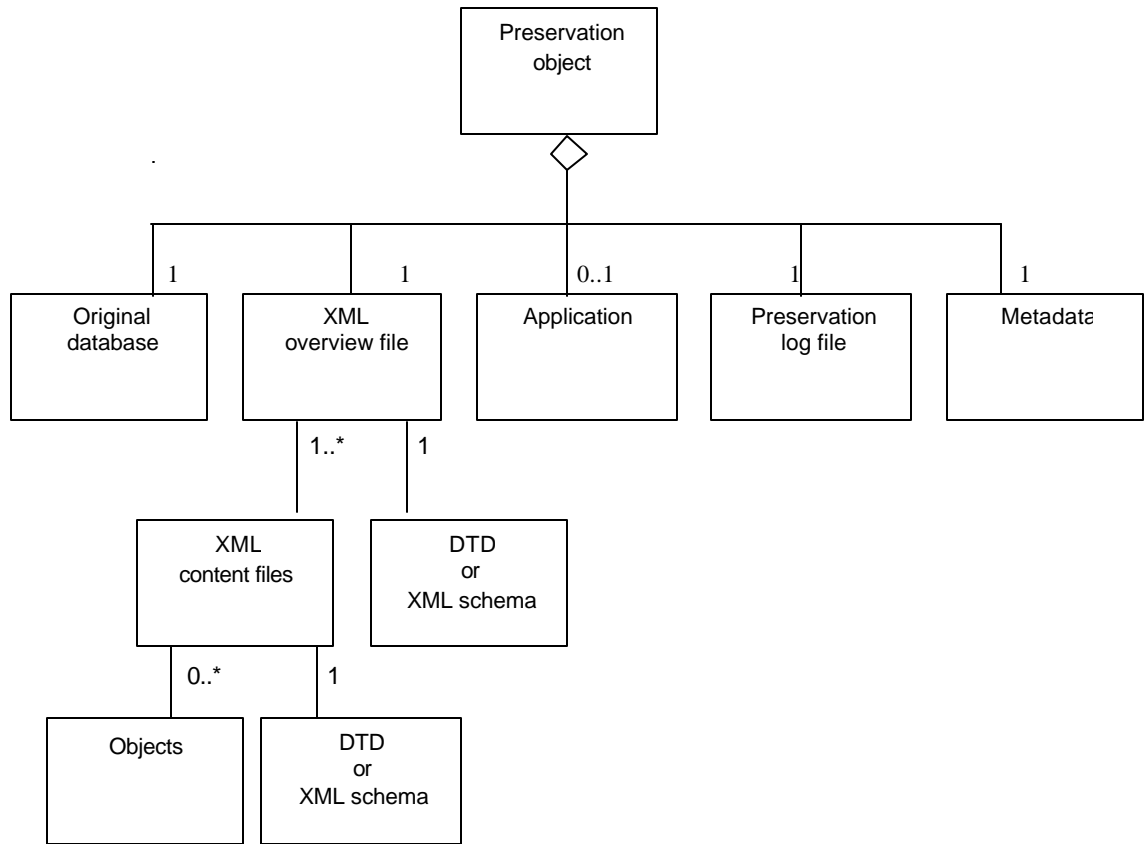 Preservation
object
.
1
1
0..1
1
1
Original
database
XML
overview file
Application
Preservation
log file
Metadata
1..*
1
XML
content files
DTD
or
XML schema
0..*
1
Objects
DTD
or
XML schema